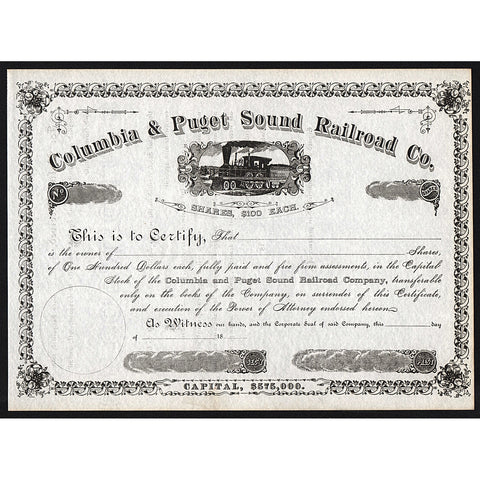 Columbia & Puget Sound Railroad Co.
No
SHARES, $100 EACH.
This is to Certify, That
is the owner of Shares,
of One Hundred Dollars each, fully paid and free from assessments, in the Capital
Stock of the Columbia and Puget Sound Railroad Company, transferable
only on the books of the Company, on surrender of this Certificate,
and execution of the Power of Attorney endorsed hereon.
As Witness our hands, and the Corporate Seal of said Company, this day
of 18
CAPITAL, $575,000.